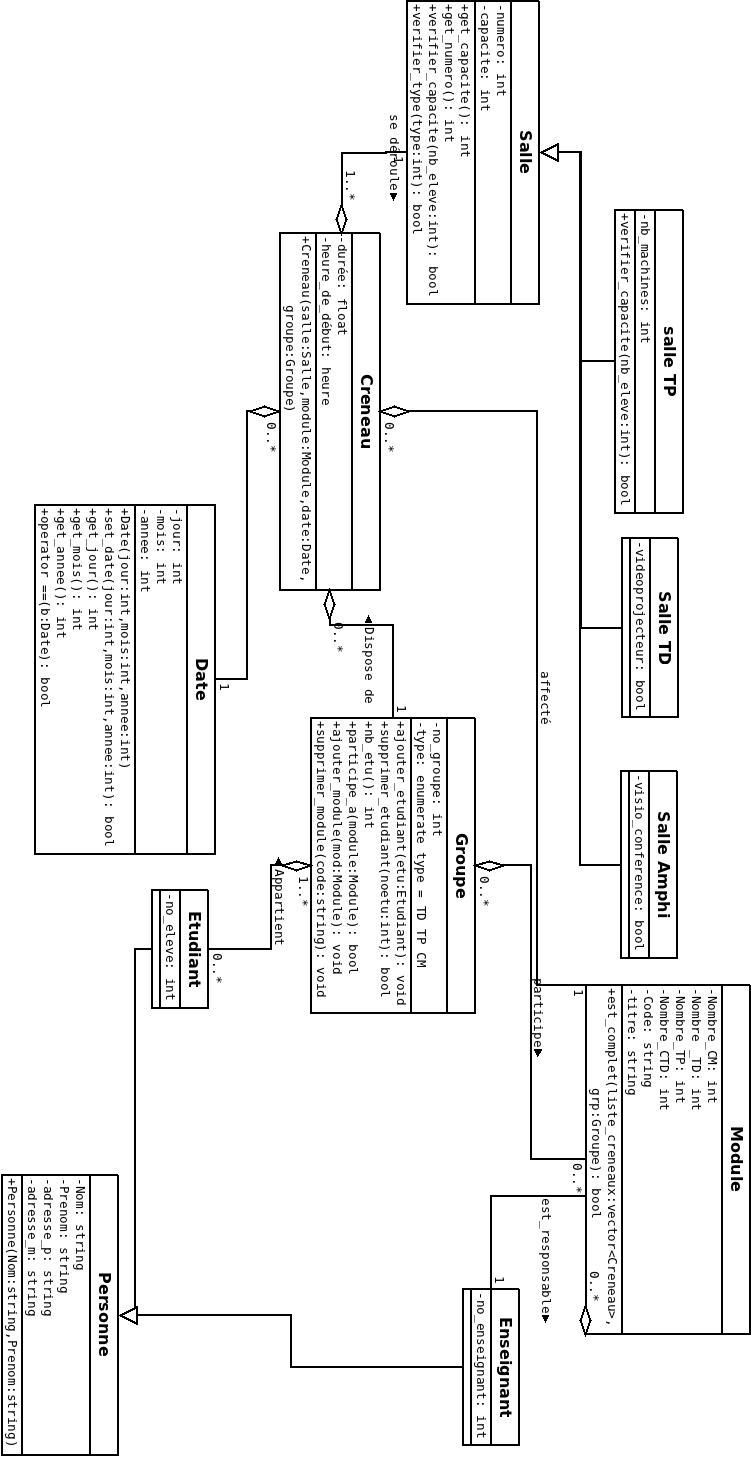 Salle
-numero: int
-capacite: int
+get_capacite(): int
+get_numero(): int
+verifier_capacite(nb_eleve:int): bool
+verifier_type(type:int): bool
salle TP
-nb_machines: int
+verifier_capacite(nb_eleve:int): bool
Salle TD
-videoprojecteur: bool
Salle Amphi
-visio_conference: bool
Module
-Nombre_CM: int
-Nombre _TD: int
-Nombre_TP: int
-Nombre_CTD: int
-Code: string
-titre: string
+est_complet(liste_creneaux:vector<Creneau>,
grp:Groupe): bool
1
0..*
0..*
se déroule▶
1
1..*
Creneau
-durée: float
-heure_de_début: heure
+Creneau(salle:Salle,module:Module,date:Date,
groupe:Groupe)
0..*
0..*
0..*
affecté
◀Dispose de
1
participe▶
est_responsable▶
1
Groupe
-no_groupe: int
-type: enumerate type = TD TP CM
+ajouter_etudiant(etu:Etudiant): void
+supprimer_etudiant(noetu:int): bool
+nb_etu(): int
+participe_a(module:Module): bool
+ajouter_module(mod:Module): void
+supprimer_module(code:string): void
0..*
1..*
◀Appartient
0..*
Enseignant
-no_enseignant: int
Date
-jour: int
-mois: int
-annee: int
+Date(jour:int,mois:int,annee:int)
+set_date(jour:int,mois:int,annee:int): bool
+get_jour(): int
+get_mois(): int
+get_annee(): int
+operator ==(b:Date): bool
1
Etudiant
-no_eleve: int
Personne
-Nom: string
-Prenom: string
-adresse_p: string
-adresse_m: string
+Personne(Nom:string,Prenom:string)